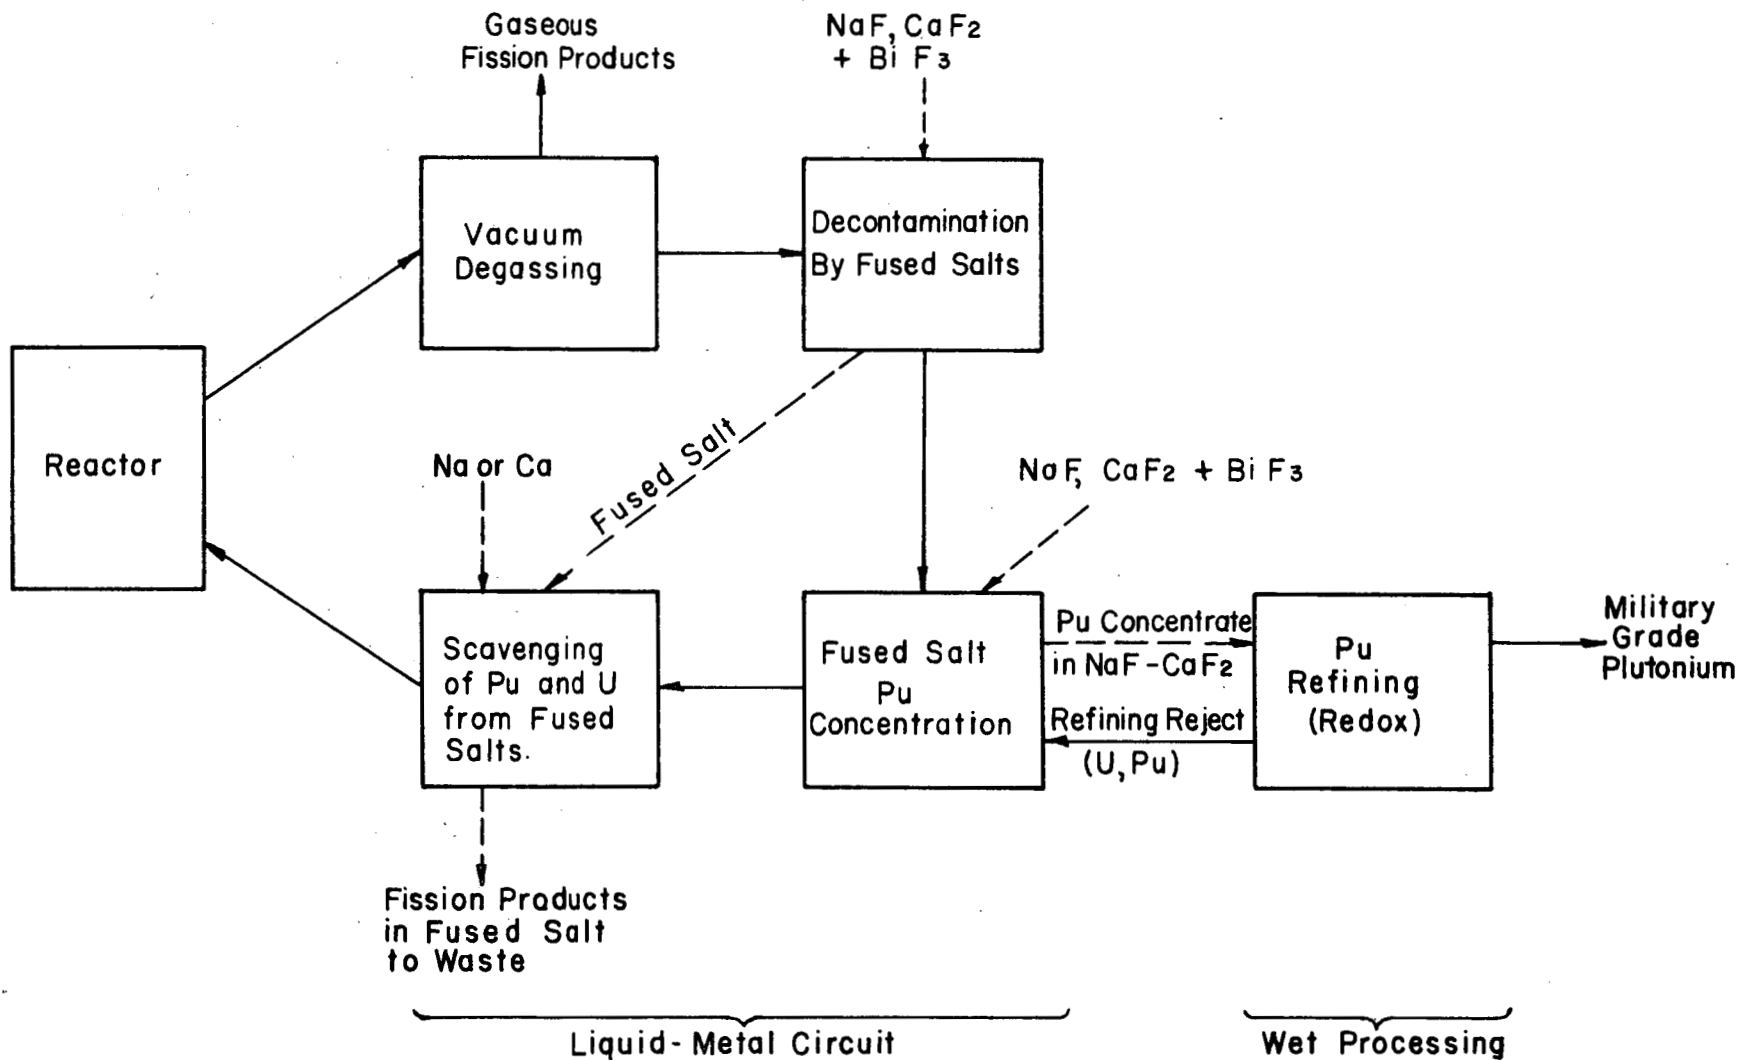 Gaseous
Fission Products
NaF, CaF2
+ Bi F3
Vacuum
Degassing
Decontamination
By Fused Salts
Reactor
Na or Ca
Fused Salt
NaF, CaF2 + Bi F3
Scavenging
of Pu and U
from Fused
Salts.
Fused Salt
Pu
Concentration
Pu Concentrate
in NaF-CaF2
Refining Reject
(U, Pu)
Pu
Refining
(Redox)
Military
Grade
Plutonium
Fission Products
in Fused Salt
to Waste
Liquid-Metal Circuit
Wet Processing